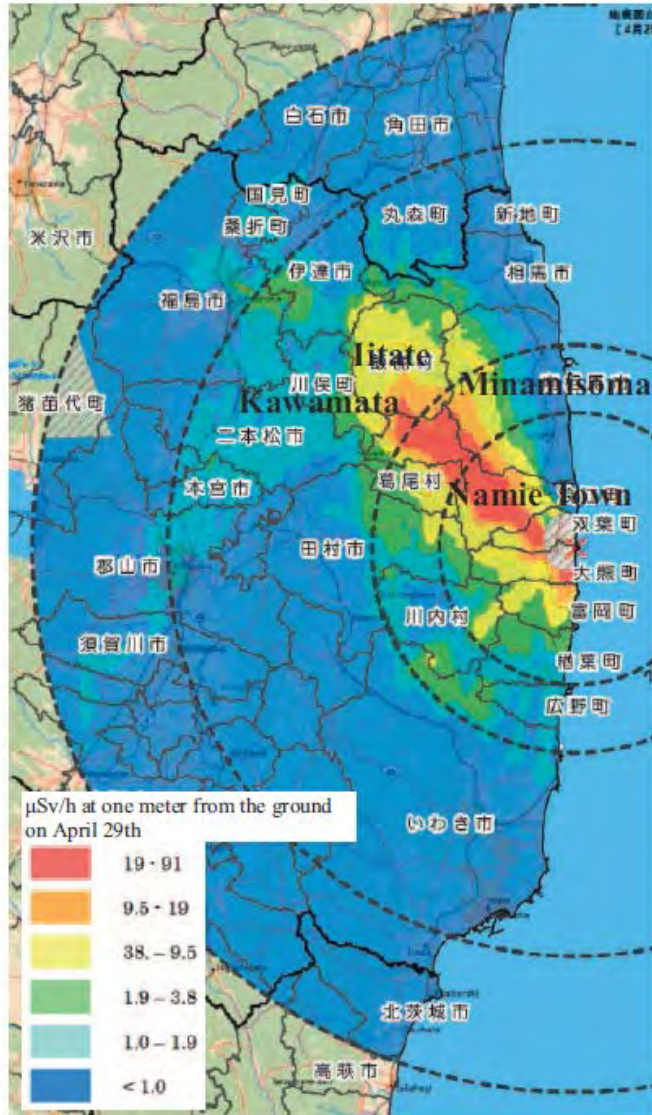 白石市
角田市
国見町
桑折町
丸森町
新地町
米沢市
伊達市
相馬市
福島市
Iitate
Minamtsoma
猪苗代町
川俣町
Kawamata
二本松市
本宮市
葛尾村
Namie Town
双葉町
田村市
郡山市
大熊町
川内村
富岡町
須賀川市
楢葉町
広野町
μSv/h at one meter from the ground
on April 29th
いわき市
19 - 91
9.5 - 19
38. – 9.5
1.9 – 3.8
1.0 – 1.9
< 1.0
北茨城市
高萩市